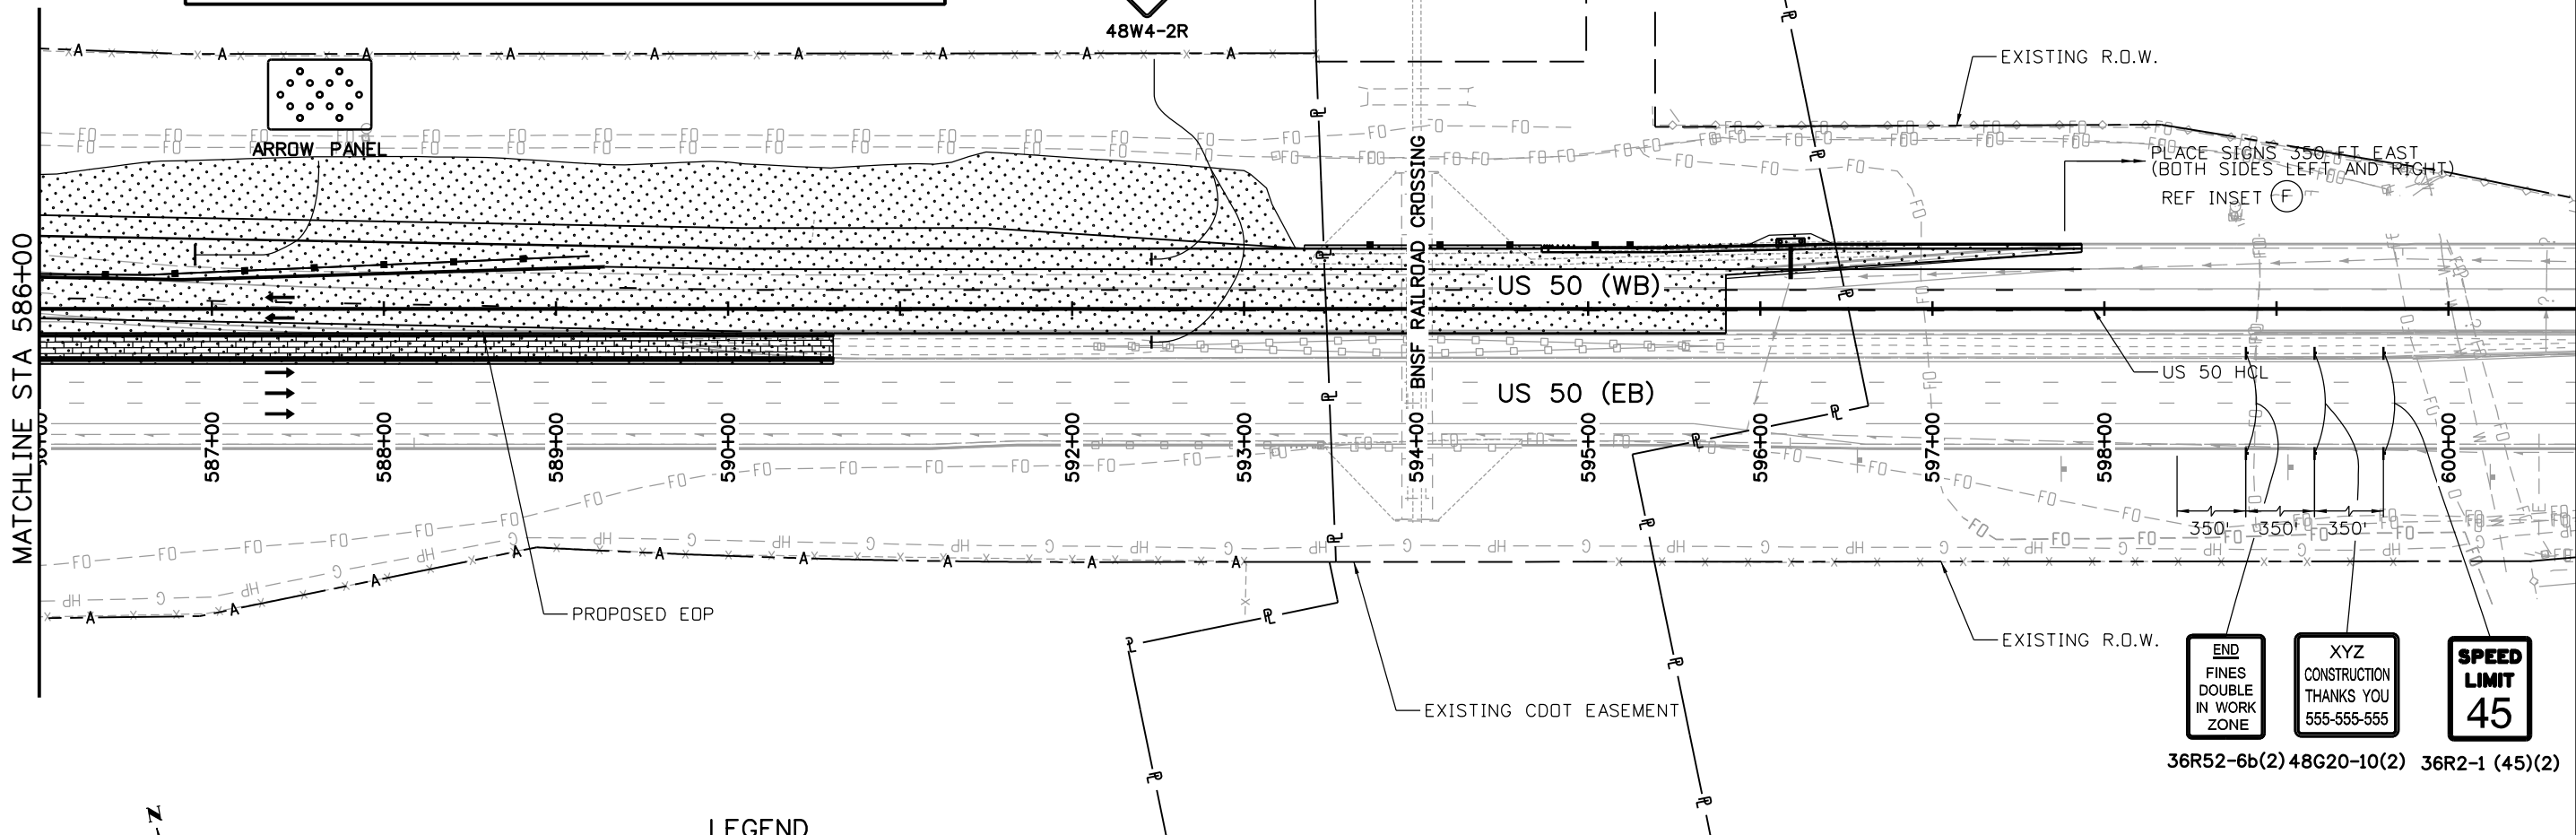 48W4-2R
EXISTING R.O.W.
ARROW PANEL
PLACE SIGNS 350 FT EAST
(BOTH SIDES LEFT AND RIGHT)
REF INSET F
MATCHLINE STA 586+00
BNSF RAILROAD CROSSING
US 50 (WB)
US 50 (EB)
US 50 HCL
587+00
588+00
589+00
590+00
592+00
593+00
594+00
595+00
596+00
597+00
598+00
600+00
350'
350'
350'
PROPOSED EOP
EXISTING R.O.W.
EXISTING CDOT EASEMENT
END
FINES
DOUBLE
IN WORK
ZONE
XYZ
CONSTRUCTION
THANKS YOU
555-555-555
SPEED
LIMIT
45
36R52-6b(2)
48G20-10(2)
36R2-1 (45)(2)
N
LEGEND